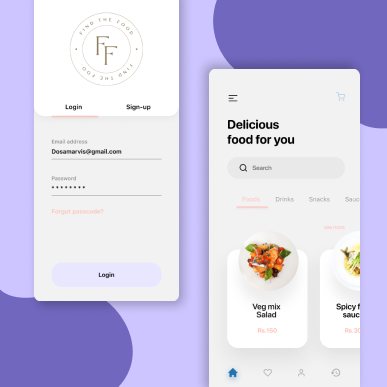 FIND THE FOOD
FF
FIND THE FOO
Login Sign-up
Email address
Dosamarvis@gmail.com
Password
Forgot passcode?
Login
Delicious
food for you
Search
Foods Drinks Snacks Sauc
see more
Veg mix
Salad
Rs.150
Spicy f
sauc
Rs.30